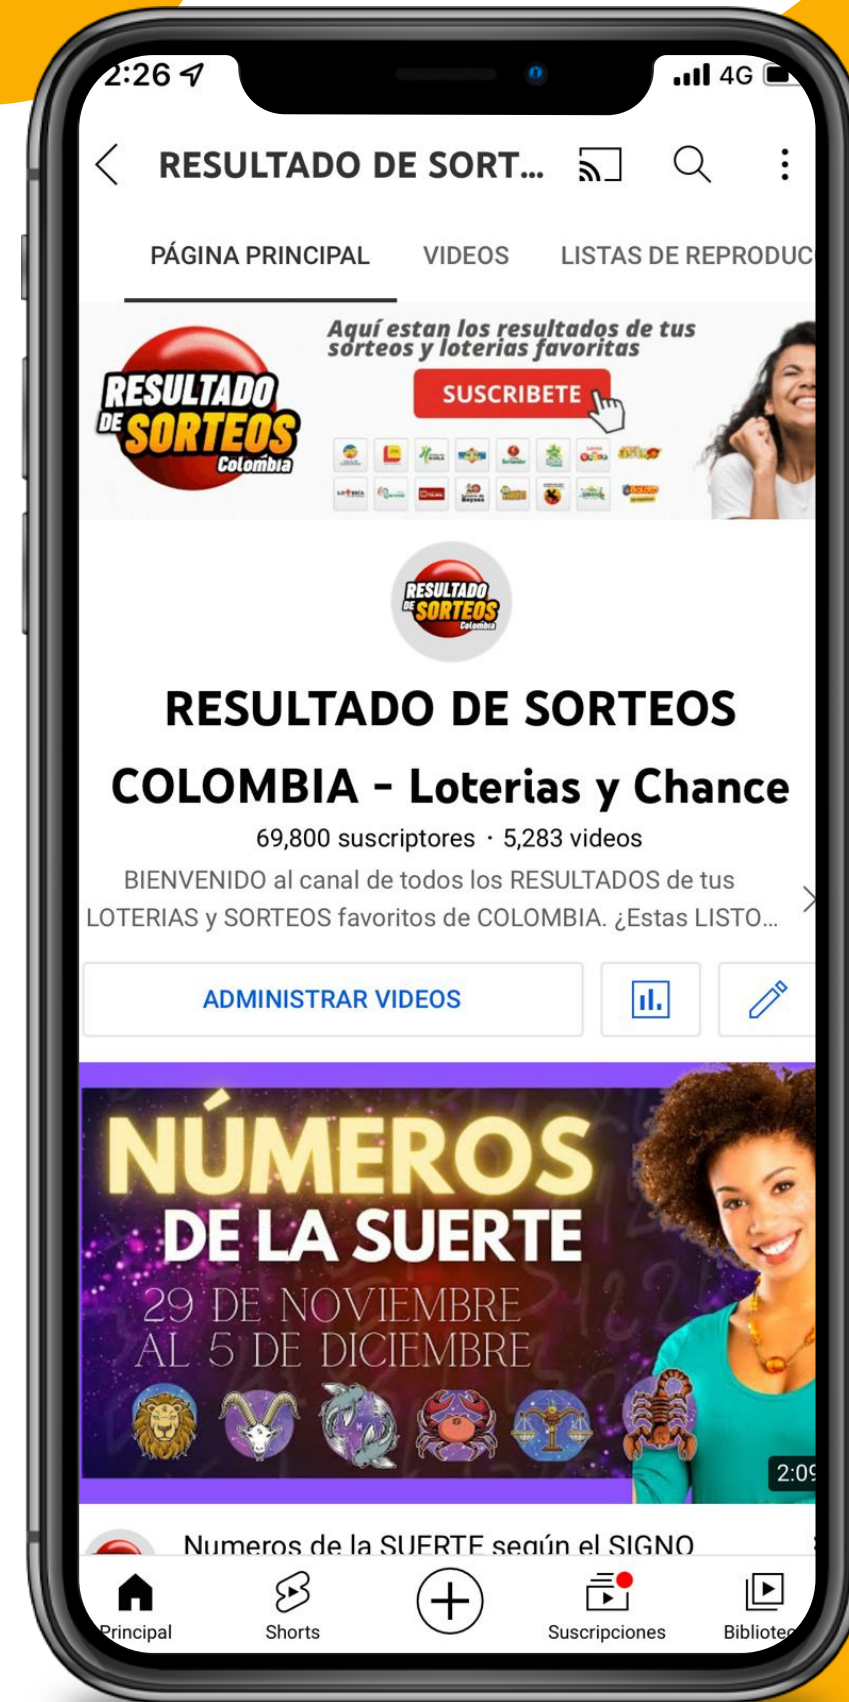 2:26
4G
RESULTADO DE SORT...
PÁGINA PRINCIPAL
VIDEOS
LISTAS DE REPRODUC
RESULTADO
DE SORTEOS
Colombia
Aquí estan los resultados de tus
sorteos y loterias favoritas
SUSCRIBETE
RESULTADO
DE SORTEOS
Colombia
RESULTADO DE SORTEOS
COLOMBIA - Loterias y Chance
69,800 suscriptores · 5,283 videos
BIENVENIDO al canal de todos los RESULTADOS de tus
LOTERIAS y SORTEOS favoritos de COLOMBIA. ¿Estas LISTO...
ADMINISTRAR VIDEOS
NÚMEROS
DE LA SUERTE
29 DE NOVIEMBRE
AL 5 DE DICIEMBRE
2:09
Numeros de la SUERTE según el SIGNO
Principal
Shorts
Suscripciones
Bibliotec